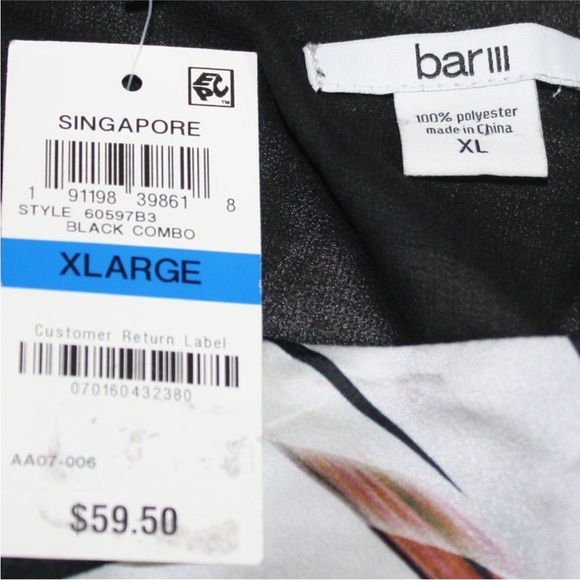 EPC™
SINGAPORE
1 91198 39861 8
STYLE 60597B3
BLACK COMBO
XLARGE
Customer Return Label
070160432380
AA07-006
$59.50
bar III
100% polyester
made in China
XL